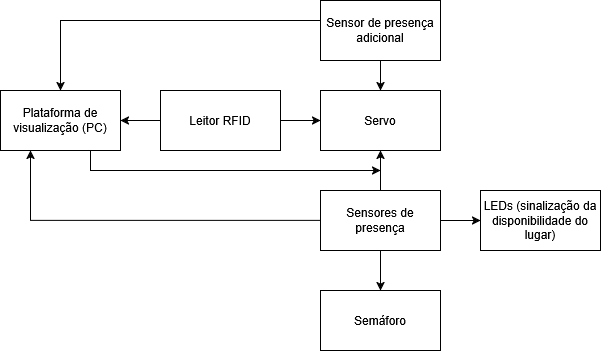 Sensor de presença
adicional
Plataforma de
visualização (PC)
Leitor RFID
Servo
Sensores de
presença
LEDs (sinalização da
disponibilidade do
lugar)
Semáforo